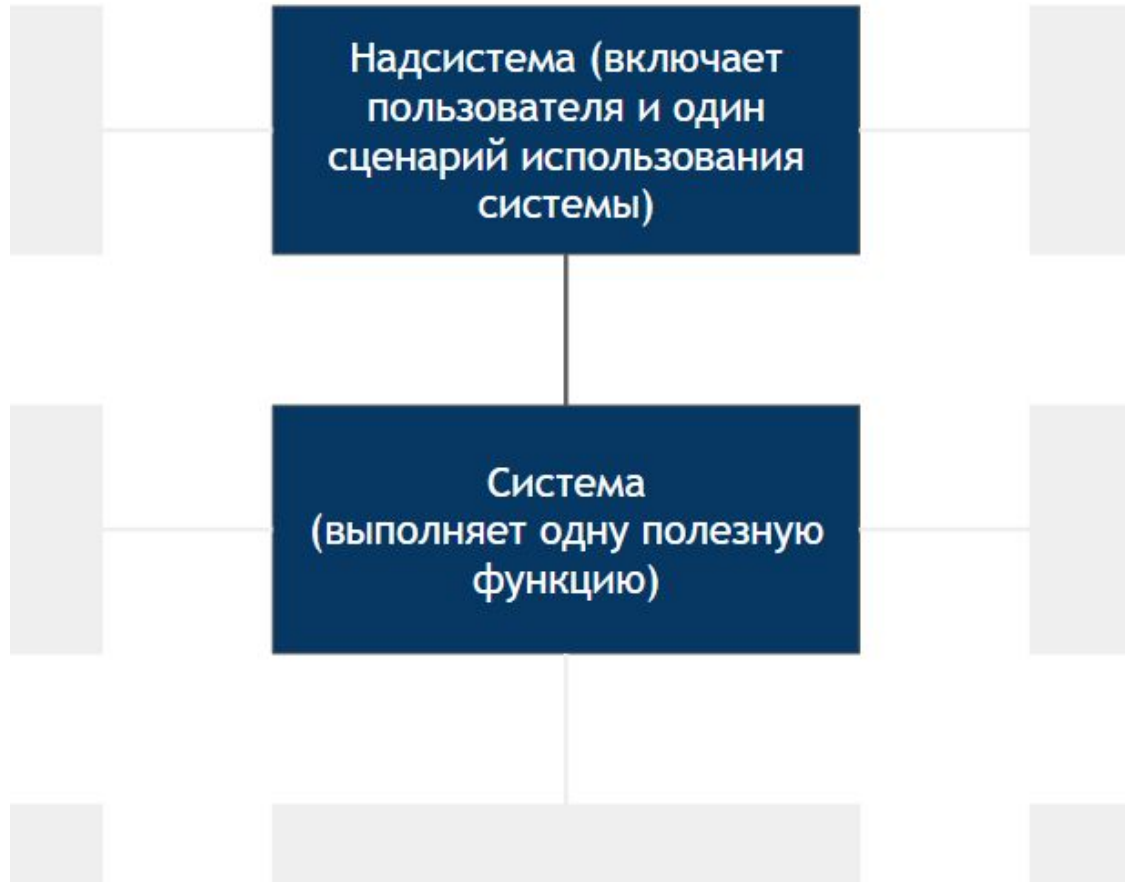 Надсистема (включает
пользователя и один
сценарий использования
системы)
Система
(выполняет одну полезную
функцию)